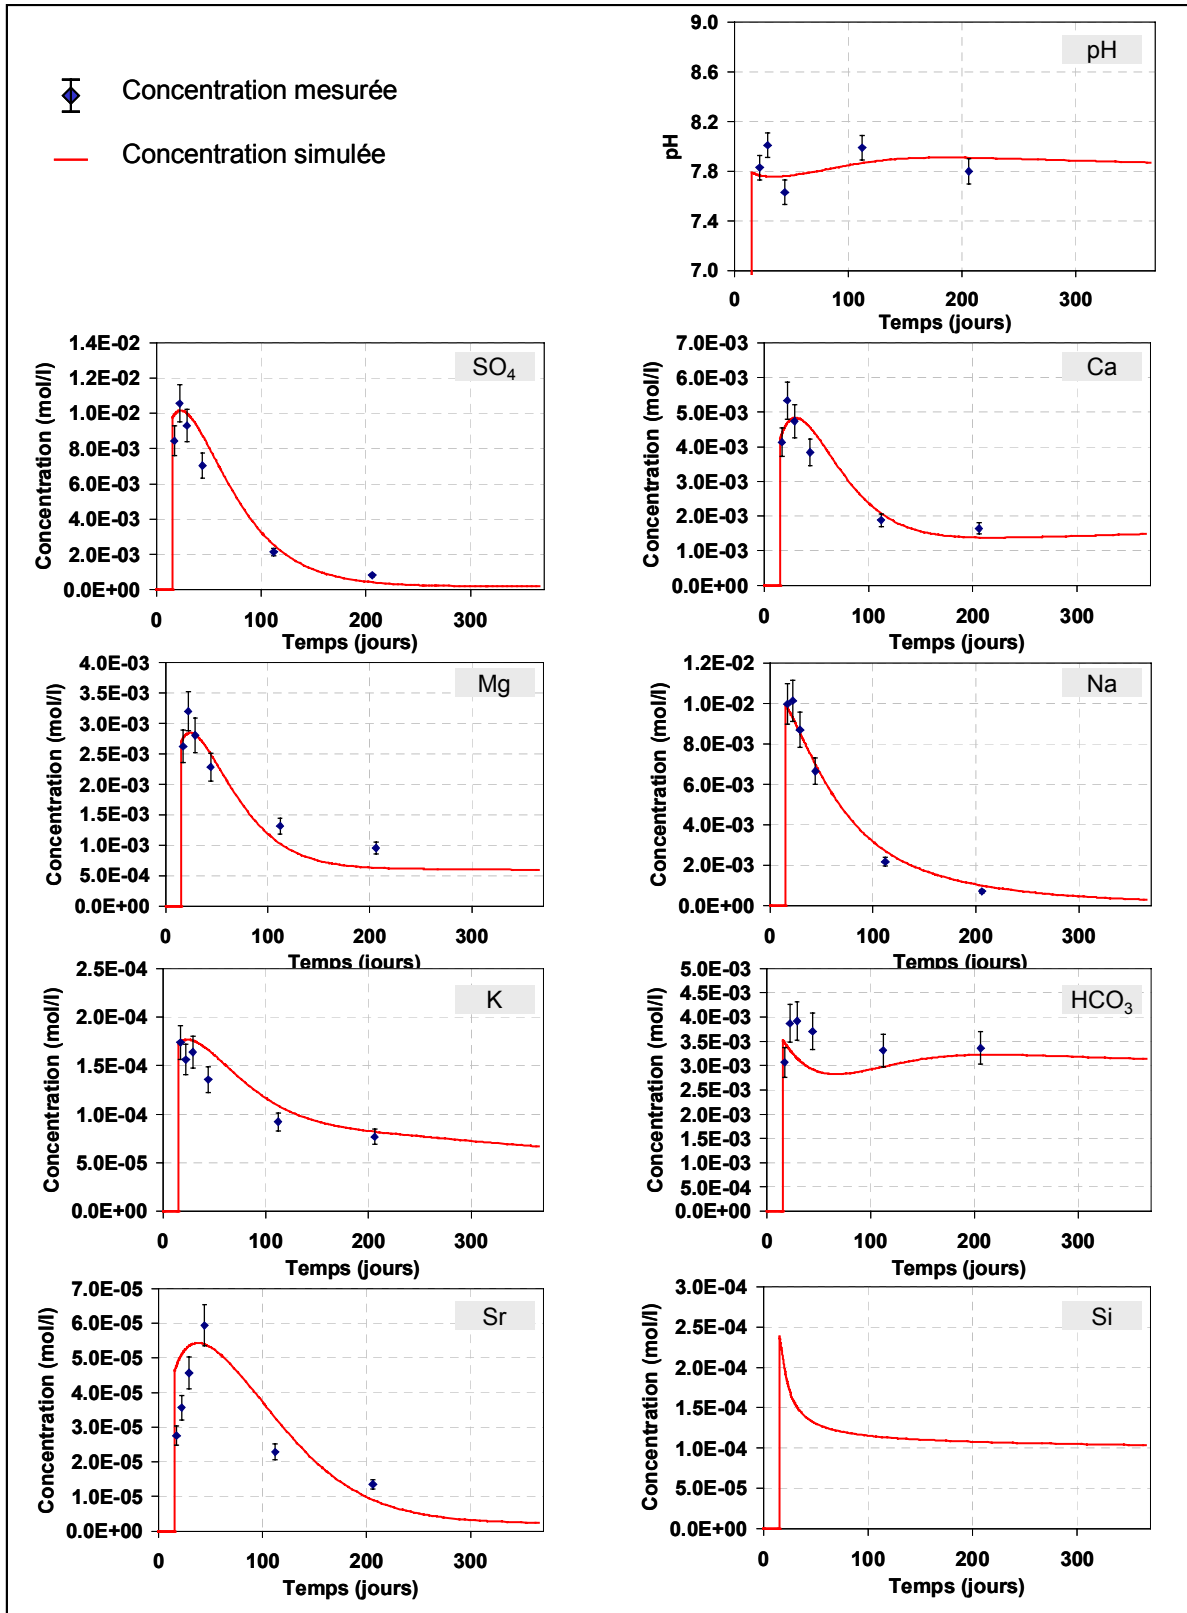 Concentration mesurée
Concentration simulée
pH
pH
9.0
8.6
8.2
7.8
7.4
7.0
0 100 200 300
Temps (jours)
SO4
Concentration (mol/l)
1.4E-02
1.2E-02
1.0E-02
8.0E-03
6.0E-03
4.0E-03
2.0E-03
0.0E+00
0 100 200 300
Temps (jours)
Ca
Concentration (mol/l)
7.0E-03
6.0E-03
5.0E-03
4.0E-03
3.0E-03
2.0E-03
1.0E-03
0.0E+00
0 100 200 300
Temps (jours)
Mg
Concentration (mol/l)
4.0E-03
3.5E-03
3.0E-03
2.5E-03
2.0E-03
1.5E-03
1.0E-03
5.0E-04
0.0E+00
0 100 200 300
Temps (jours)
Na
Concentration (mol/l)
1.2E-02
1.0E-02
8.0E-03
6.0E-03
4.0E-03
2.0E-03
0.0E+00
0 100 200 300
Temps (jours)
K
Concentration (mol/l)
2.5E-04
2.0E-04
1.5E-04
1.0E-04
5.0E-05
0.0E+00
0 100 200 300
Temps (jours)
HCO3
Concentration (mol/l)
5.0E-03
4.5E-03
4.0E-03
3.5E-03
3.0E-03
2.5E-03
2.0E-03
1.5E-03
1.0E-03
5.0E-04
0.0E+00
0 100 200 300
Temps (jours)
Sr
Concentration (mol/l)
7.0E-05
6.0E-05
5.0E-05
4.0E-05
3.0E-05
2.0E-05
1.0E-05
0.0E+00
0 100 200 300
Temps (jours)
Si
Concentration (mol/l)
3.0E-04
2.5E-04
2.0E-04
1.5E-04
1.0E-04
5.0E-05
0.0E+00
0 100 200 300
Temps (jours)